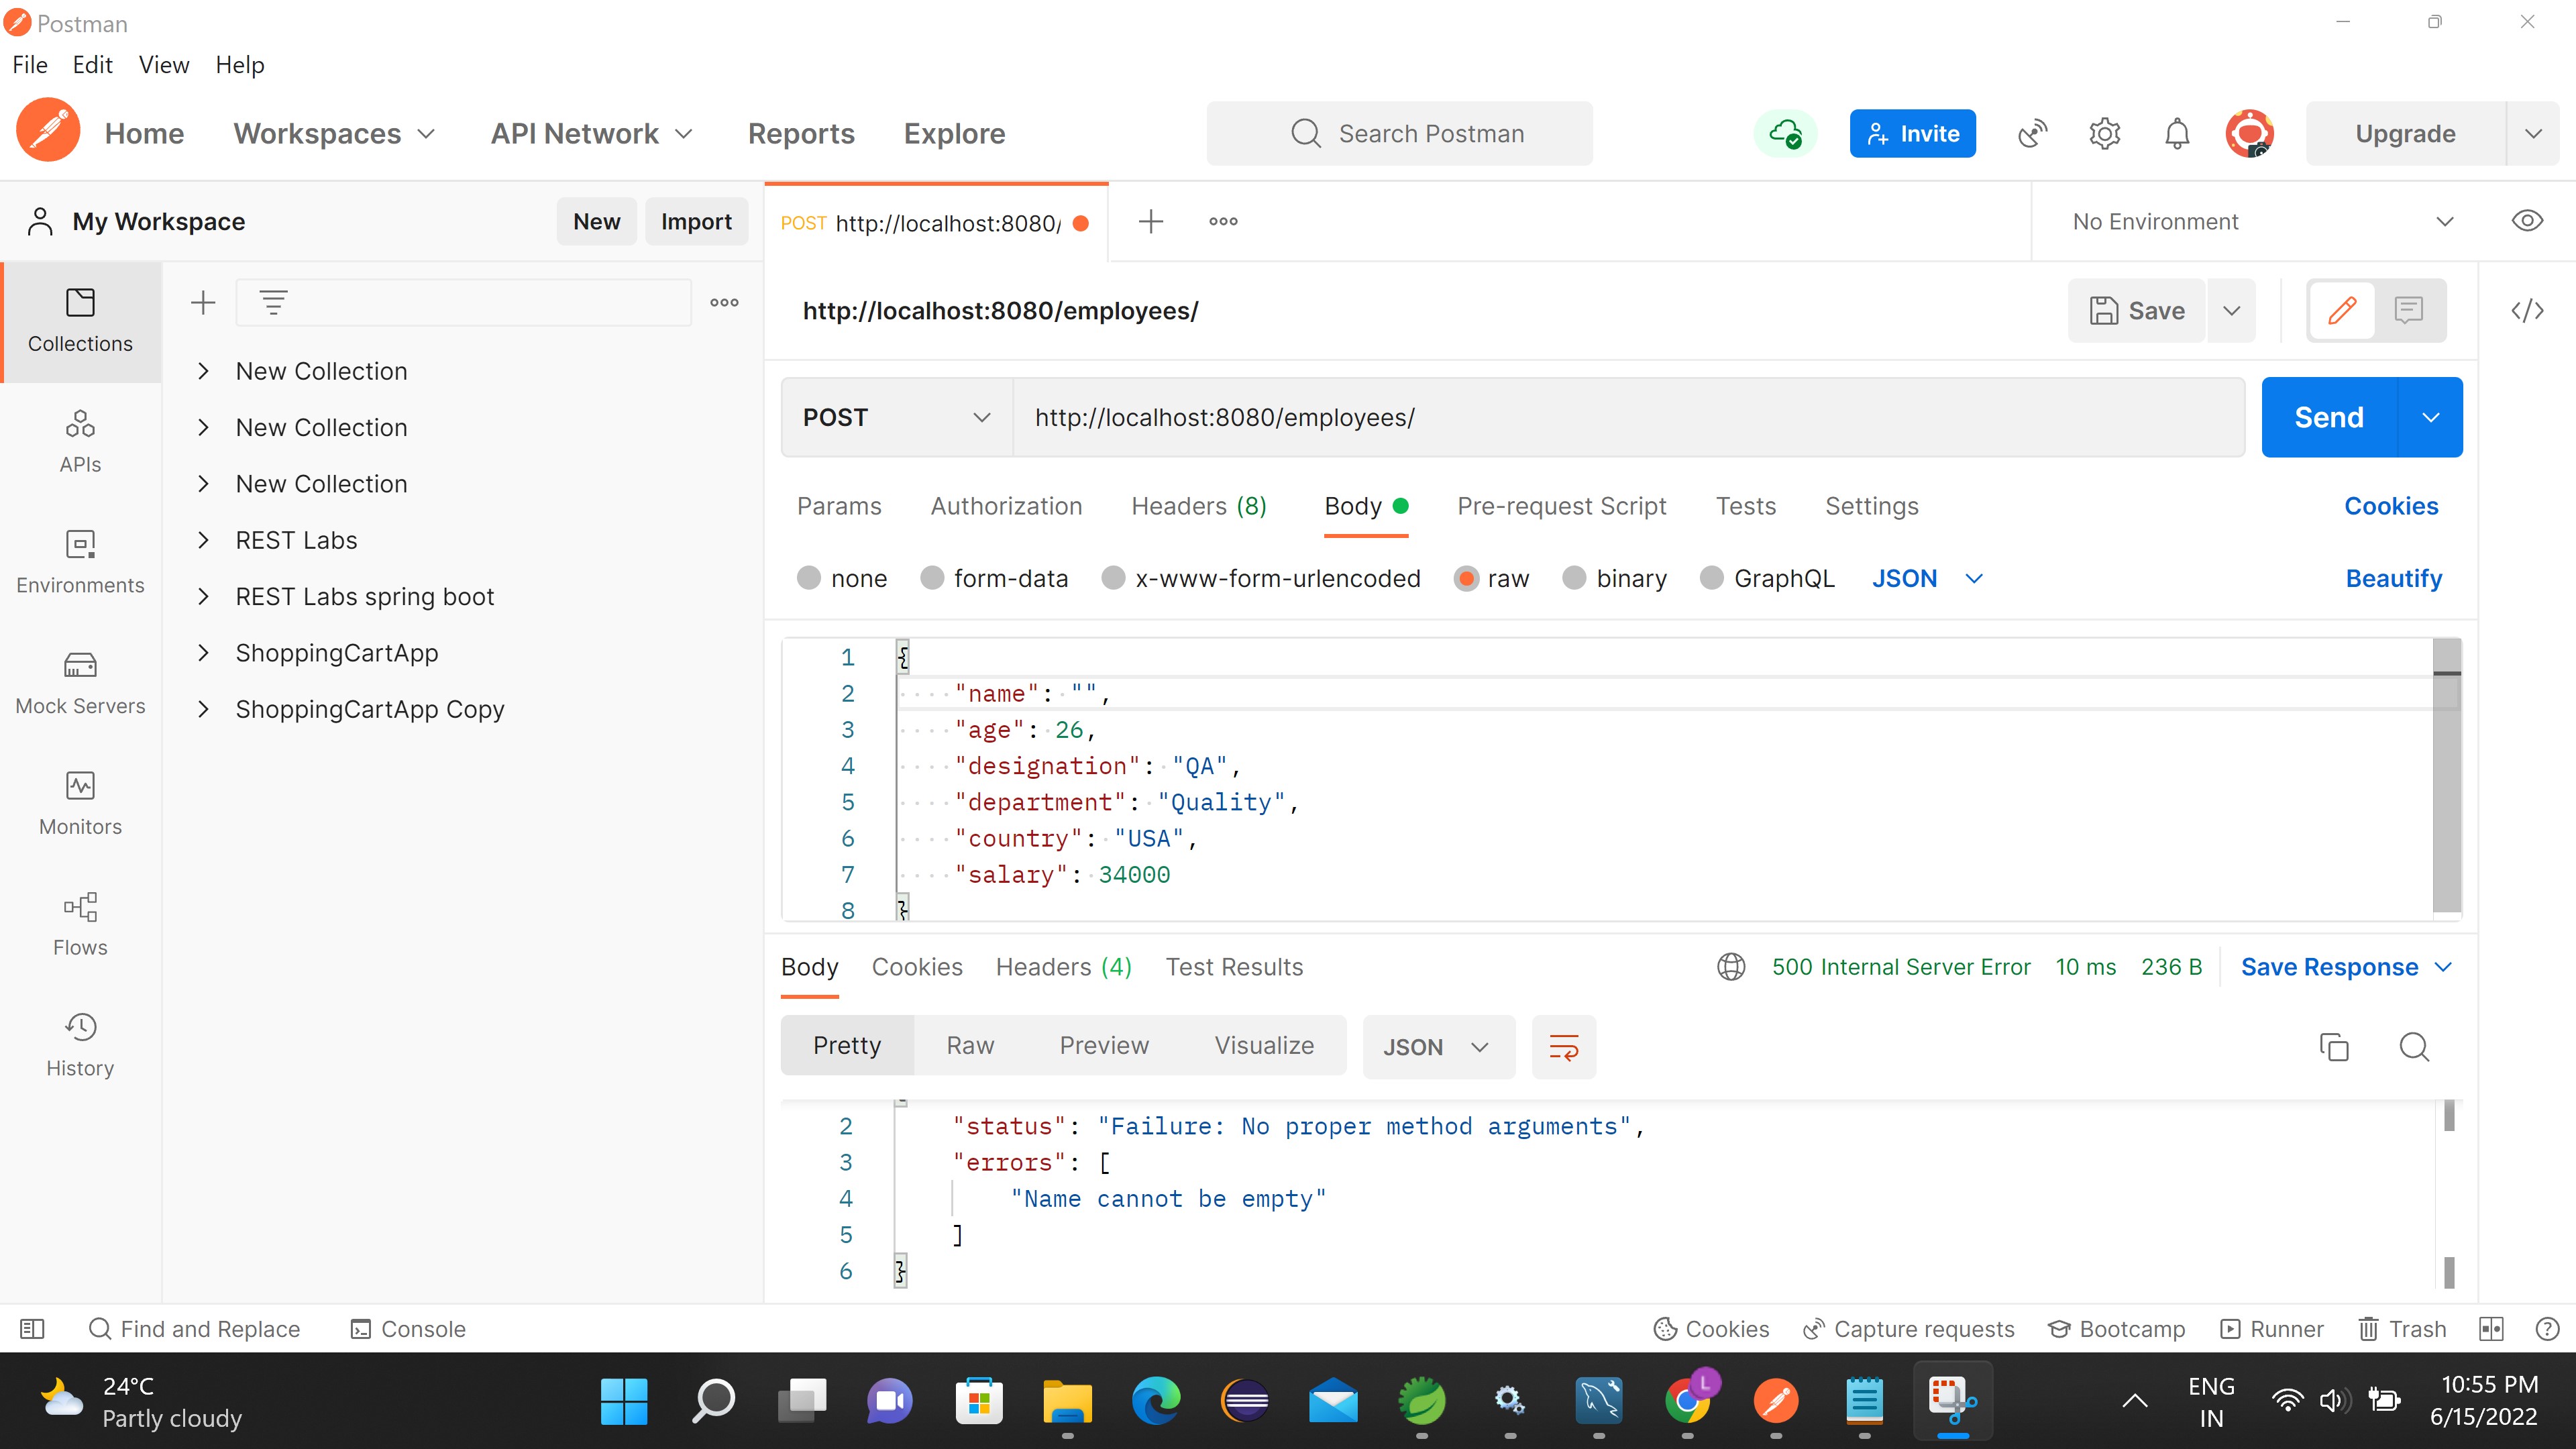 Postman
File Edit View Help
Home Workspaces API Network Reports Explore Search Postman Invite Upgrade
My Workspace New Import POST http://localhost:8080/ No Environment
Collections
http://localhost:8080/employees/ Save
New Collection
New Collection
New Collection
REST Labs
REST Labs spring boot
ShoppingCartApp
ShoppingCartApp Copy
APIs
Environments
Mock Servers
Monitors
Flows
History
POST http://localhost:8080/employees/ Send
Params Authorization Headers (8) Body Pre-request Script Tests Settings Cookies
none form-data x-www-form-urlencoded raw binary GraphQL JSON Beautify
1 {
2 "name": "",
3 "age": 26,
4 "designation": "QA",
5 "department": "Quality",
6 "country": "USA",
7 "salary": 34000
8 }
Body Cookies Headers (4) Test Results 500 Internal Server Error 10 ms 236 B Save Response
Pretty Raw Preview Visualize JSON
2 "status": "Failure: No proper method arguments",
3 "errors": [
4 "Name cannot be empty"
5 ]
6 }
Find and Replace Console Cookies Capture requests Bootcamp Runner Trash
24°C
Partly cloudy
L
ENG
IN
10:55 PM
6/15/2022